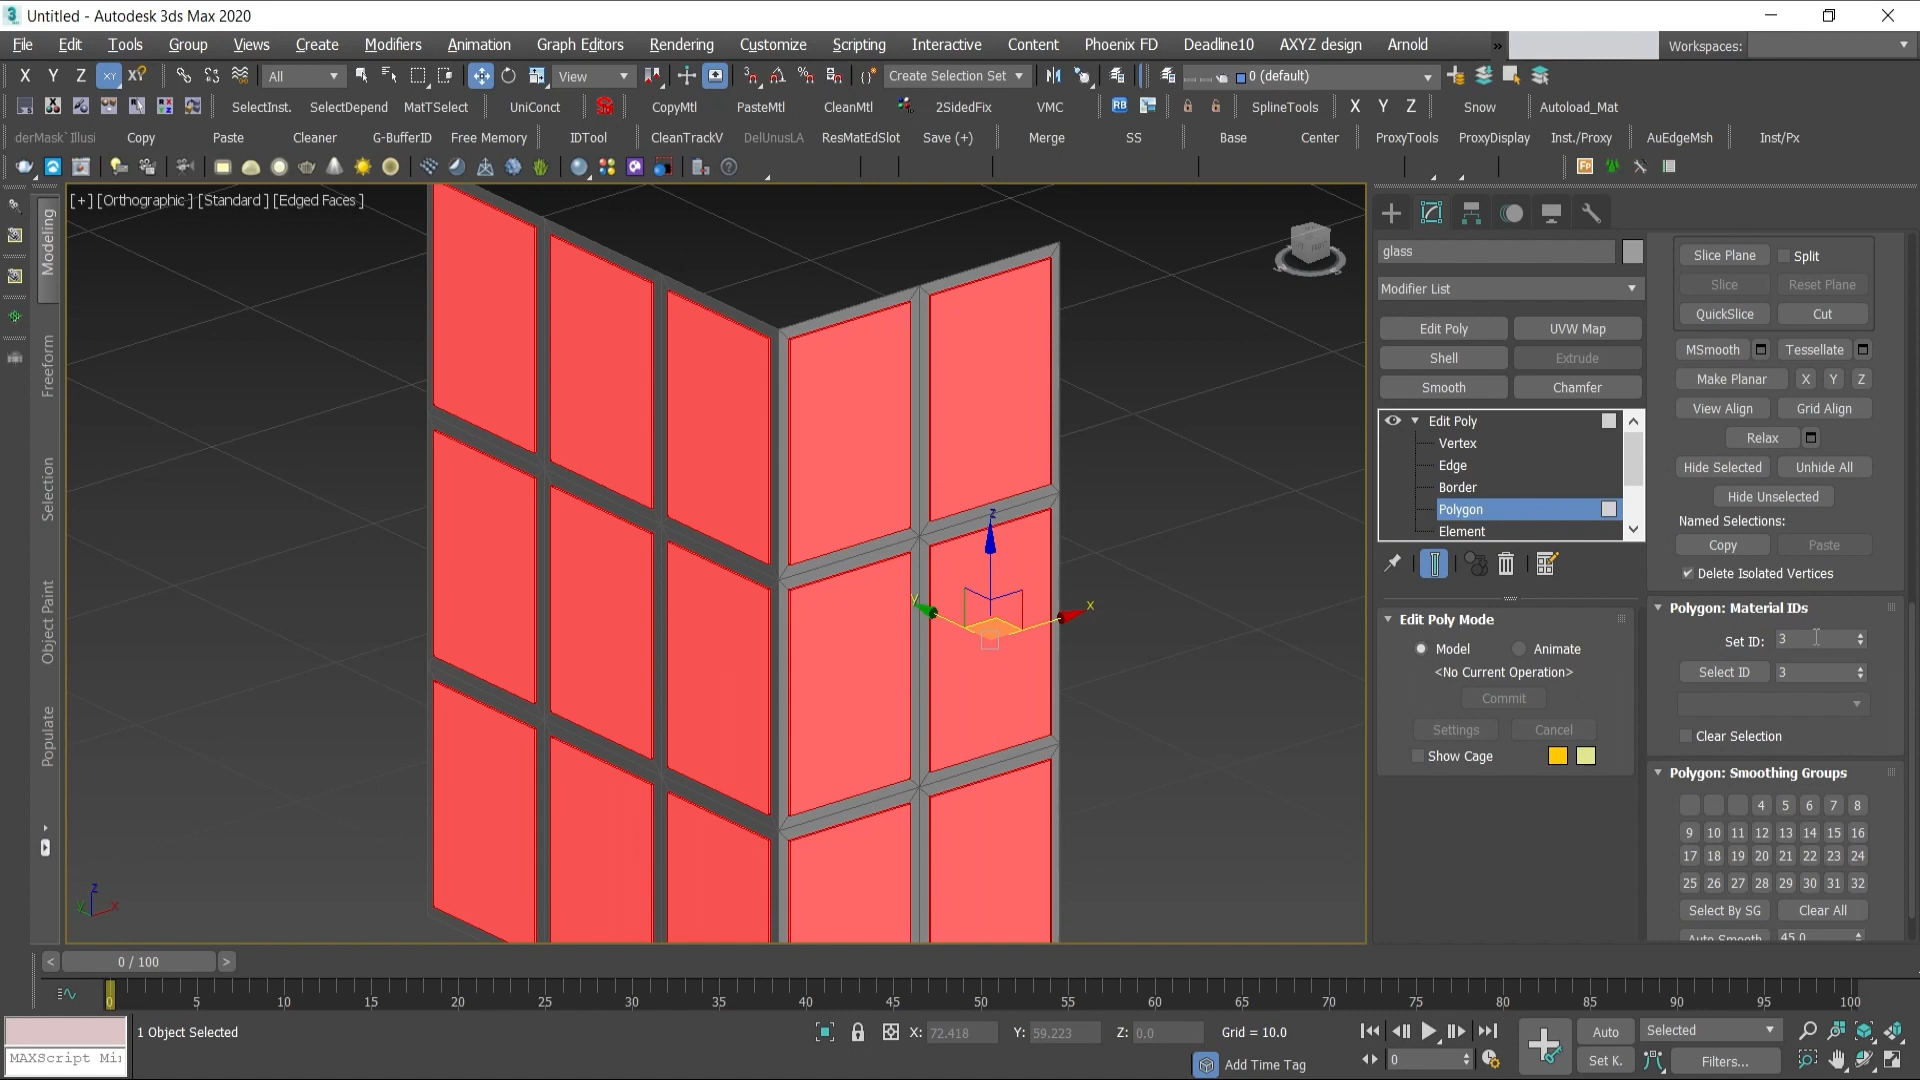 Untitled - Autodesk 3ds Max 2020
File Edit Tools Group Views Create Modifiers Animation Graph Editors Rendering Customize Scripting Interactive Content Phoenix FD Deadline10 AXYZ design Arnold » Workspaces:
X Y Z XY All View Create Selection Set 0 (default)
SelectInst. SelectDepend MatTSelect UniConct CopyMtl PasteMtl CleanMtl 2SidedFix VMC RB SplineTools X Y Z Snow Autoload_Mat
derMask`Illusi Copy Paste Cleaner G-BufferID Free Memory IDTool CleanTrackV DelUnusLA ResMatEdSlot Save (+) Merge SS Base Center ProxyTools ProxyDisplay Inst./Proxy AuEdgeMsh Inst/Px
[+] [Orthographic ] [Standard ] [Edged Faces ]
Modeling
Freeform
Selection
Object Paint
Populate
z
y
x
z
y
x
glass
Modifier List
Edit Poly UVW Map
Shell Extrude
Smooth Chamfer
Edit Poly
Vertex
Edge
Border
Polygon
Element
Edit Poly Mode
Model Animate
<No Current Operation>
Commit
Settings Cancel
Show Cage
Slice Plane Split
Slice Reset Plane
QuickSlice Cut
MSmooth Tessellate
Make Planar X Y Z
View Align Grid Align
Relax
Hide Selected Unhide All
Hide Unselected
Named Selections:
Copy Paste
Delete Isolated Vertices
Polygon: Material IDs
Set ID: 3
Select ID 3
Clear Selection
Polygon: Smoothing Groups
4 5 6 7 8
9 10 11 12 13 14 15 16
17 18 19 20 21 22 23 24
25 26 27 28 29 30 31 32
Select By SG Clear All
Auto Smooth 45.0
< 0 / 100 >
0 5 10 15 20 25 30 35 40 45 50 55 60 65 70 75 80 85 90 95 100
1 Object Selected X: 72.418 Y: 59.223 Z: 0.0 Grid = 10.0 Auto Selected
MAXScript Mi Add Time Tag 0 Set K. Filters...